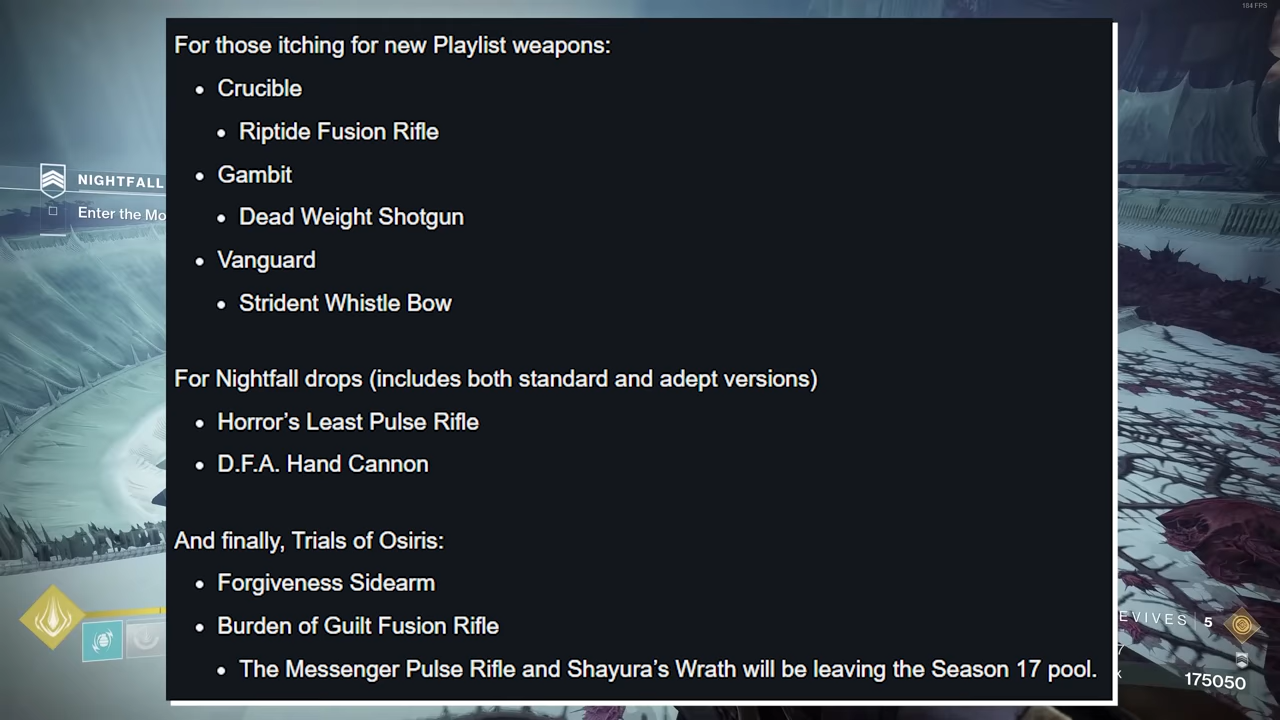 184 FPS
For those itching for new Playlist weapons:
Crucible
Riptide Fusion Rifle
Gambit
NIGHTFALL
Dead Weight Shotgun
Enter the Mo
Vanguard
Strident Whistle Bow
For Nightfall drops (includes both standard and adept versions)
Horror’s Least Pulse Rifle
D.F.A. Hand Cannon
And finally, Trials of Osiris:
Forgiveness Sidearm
Burden of Guilt Fusion Rifle
EVIVES 5
The Messenger Pulse Rifle and Shayura’s Wrath will be leaving the Season 17 pool.
175050